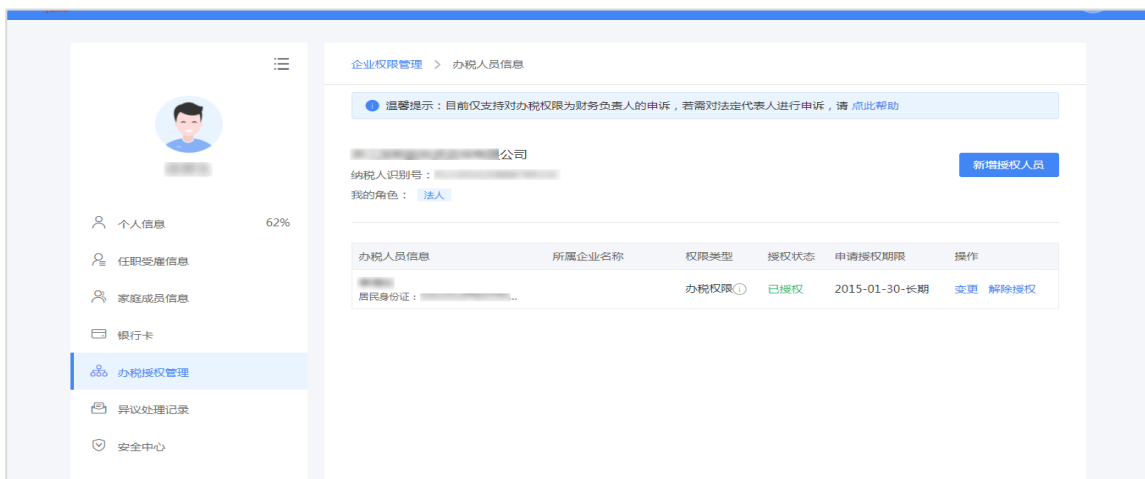 企业权限管理 > 办税人员信息
温馨提示：目前仅支持对办税权限为财务负责人的申诉，若需对法定代表人进行申诉，请 点此帮助
公司
新增授权人员
纳税人识别号：
我的角色： 法人
个人信息 62%
任职受雇信息
家庭成员信息
银行卡
办税授权管理
异议处理记录
安全中心
办税人员信息 所属企业名称 权限类型 授权状态 申请授权期限 操作
居民身份证： ...
办税权限 已授权 2015-01-30-长期 变更 解除授权